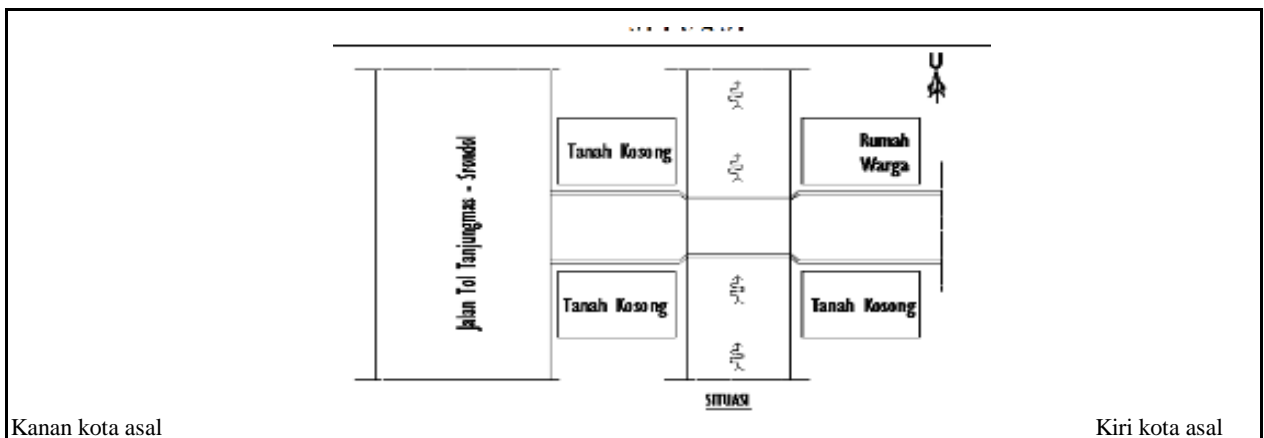 U
Jalan Tol Tanjungmas - Srondol
Tanah Kosong
Rumah
Warga
Tanah Kosong
Tanah Kosong
SITUASI
Kanan kota asal
Kiri kota asal